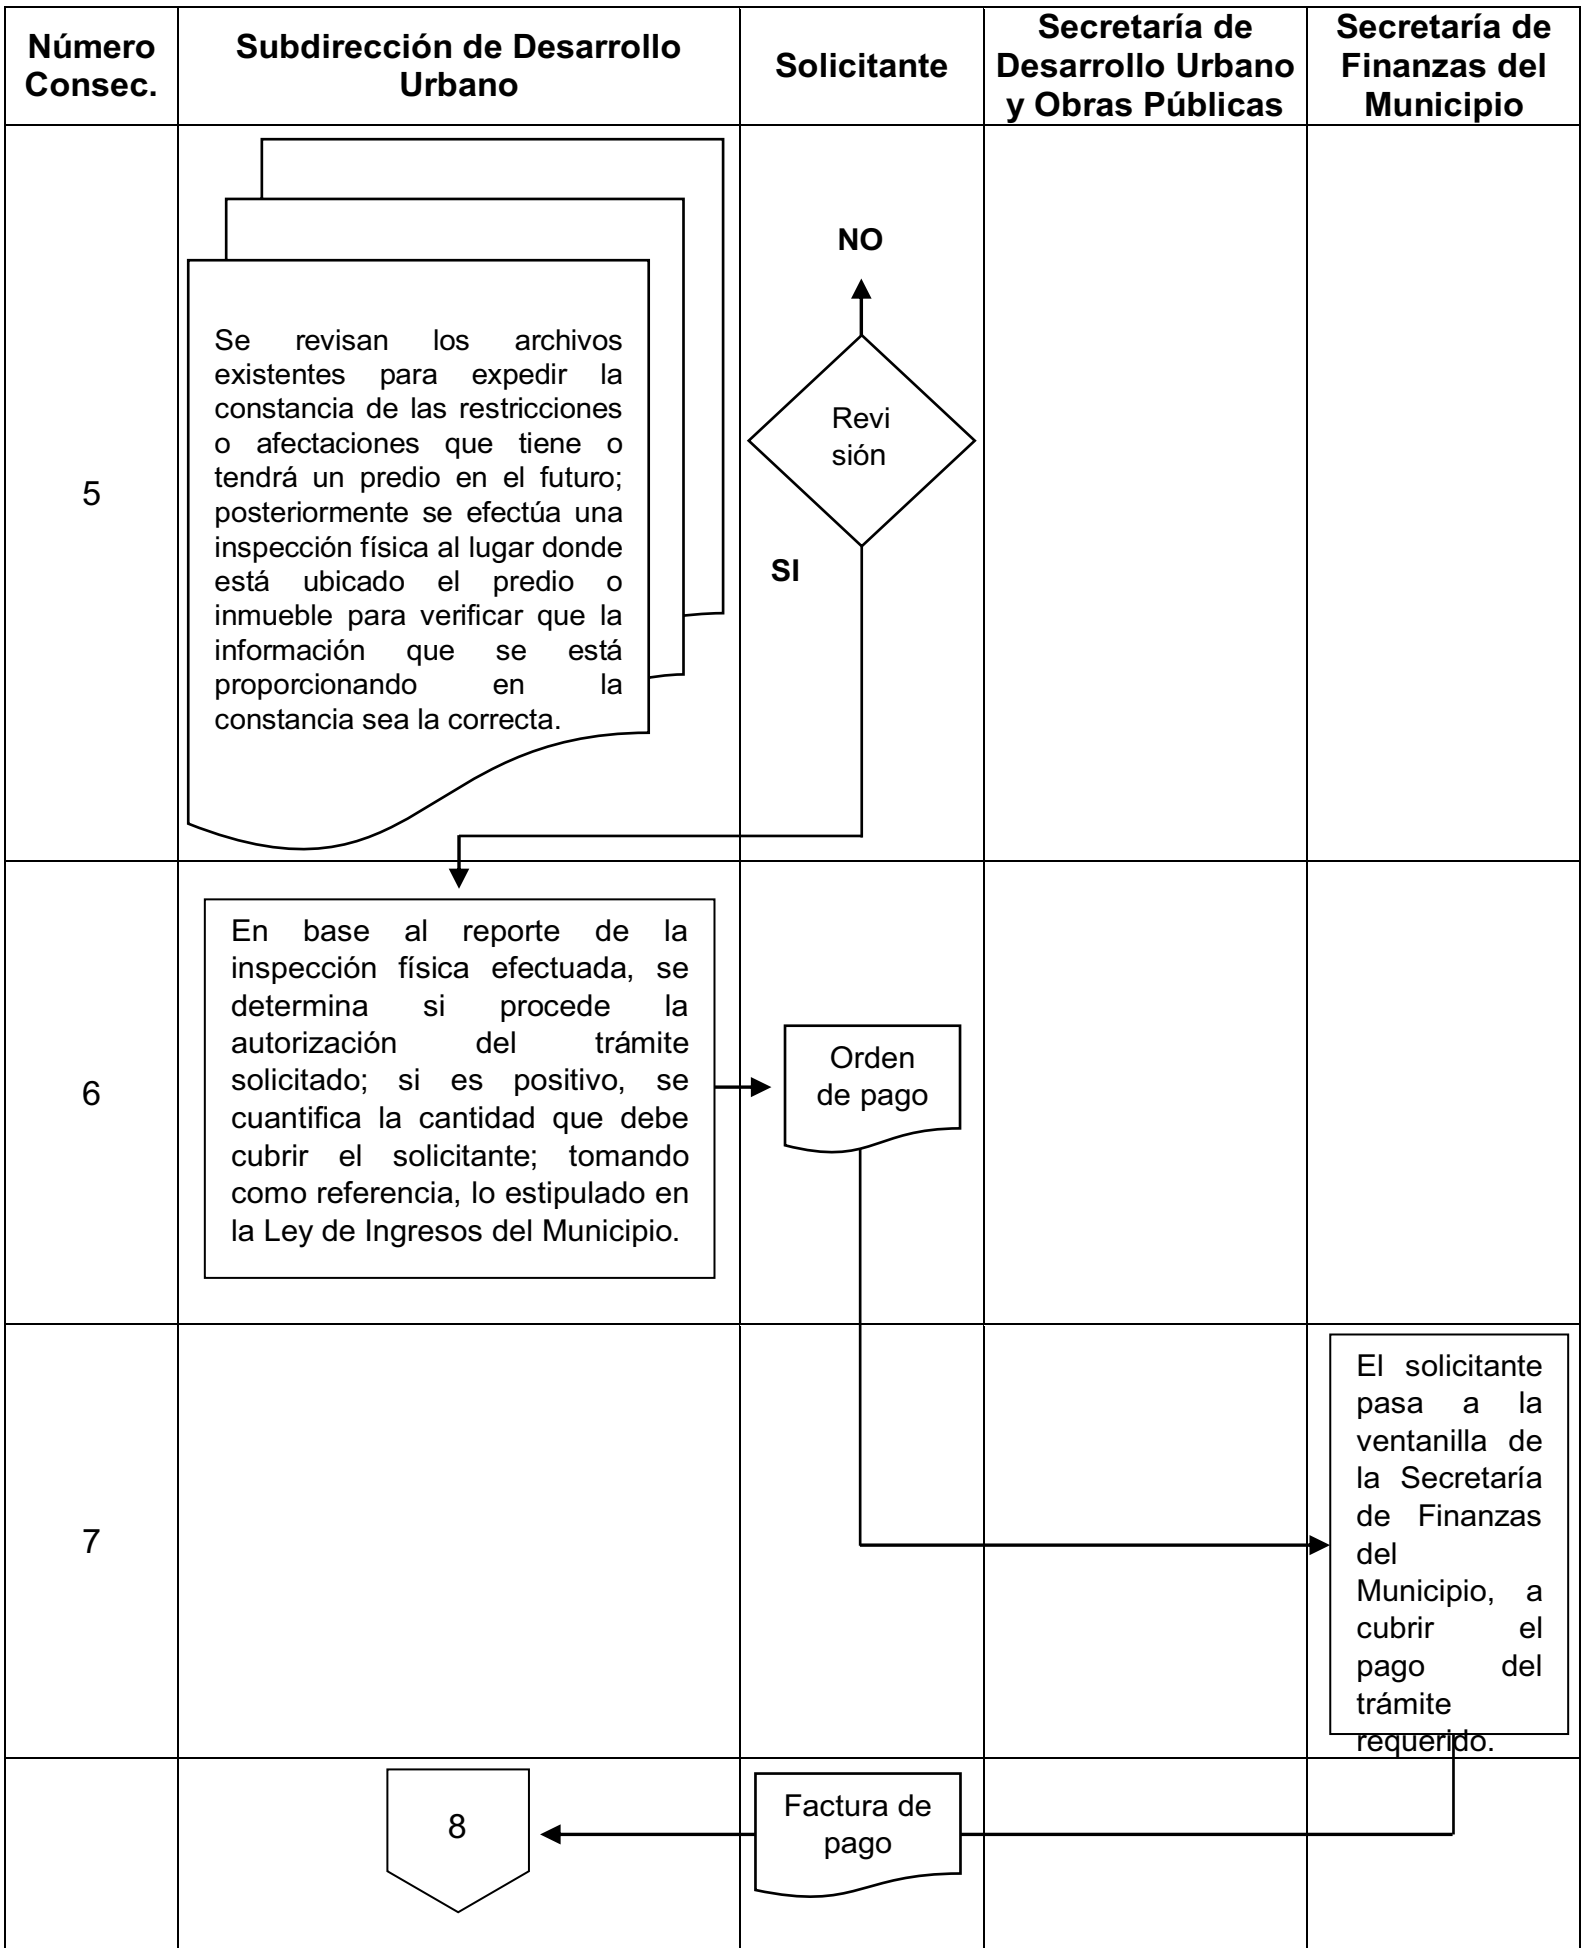 Número
Consec.
Subdirección de Desarrollo
Urbano
Solicitante
Secretaría de
Desarrollo Urbano
y Obras Públicas
Secretaría de
Finanzas del
Municipio
5
Se revisan los archivos
existentes para expedir la
constancia de las restricciones
o afectaciones que tiene o
tendrá un predio en el futuro;
posteriormente se efectúa una
inspección física al lugar donde
está ubicado el predio o
inmueble para verificar que la
información que se está
proporcionando en la
constancia sea la correcta.
NO
Revi
sión
SI
6
En base al reporte de la
inspección física efectuada, se
determina si procede la
autorización del trámite
solicitado; si es positivo, se
cuantifica la cantidad que debe
cubrir el solicitante; tomando
como referencia, lo estipulado en
la Ley de Ingresos del Municipio.
Orden
de pago
7
El solicitante
pasa a la
ventanilla de
la Secretaría
de Finanzas
del
Municipio, a
cubrir el
pago del
trámite
requerido.
8
Factura de
pago